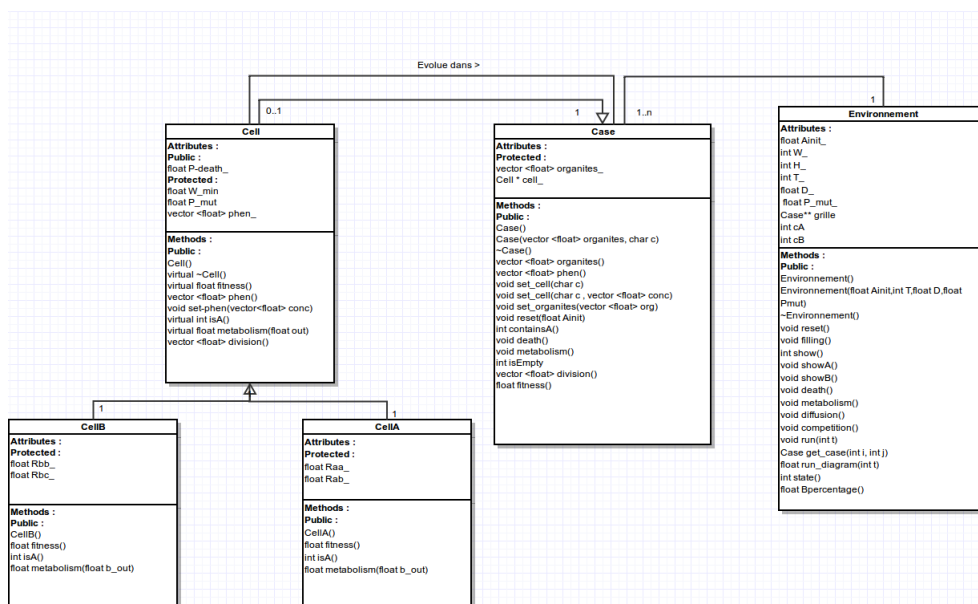 Evolue dans >
0..1
1
1..n
1
Cell
Attributes :
Public :
float P-death_
Protected :
float W_min
float P_mut
vector <float> phen_
Methods :
Public :
Cell()
virtual ~Cell()
virtual float fitness()
vector <float> phen()
void set-phen(vector<float> conc)
virtual int isA()
virtual float metabolism(float out)
vector <float> division()
Case
Attributes :
Protected :
vector <float> organites_
Cell * cell_
Methods :
Public :
Case()
Case(vector <float> organites, char c)
~Case()
vector <float> organites()
vector <float> phen()
void set_cell(char c)
void set_cell(char c , vector <float> conc)
void set_organites(vector <float> org)
void reset(float Ainit)
int containsA()
void death()
void metabolism()
int isEmpty
vector <float> division()
float fitness()
Environnement
Attributes :
float Ainit_
int W_
int H_
int T_
float D_
float P_mut_
Case** grille
int cA
int cB
Methods :
Public :
Environnement()
Environnement(float Ainit,int T,float D,float
Pmut)
~Environnement()
void reset()
void filling()
int show()
void showA()
void showB()
void death()
void metabolism()
void diffusion()
void competition()
void run(int t)
Case get_case(int i, int j)
float run_diagram(int t)
int state()
float Bpercentage()
1
1
CellB
Attributes :
Protected :
float Rbb_
float Rbc_
Methods :
Public :
CellB()
float fitness()
int isA()
float metabolism(float b_out)
CellA
Attributes :
Protected :
float Raa_
float Rab_
Methods :
Public :
CellA()
float fitness()
int isA()
float metabolism(float b_out)